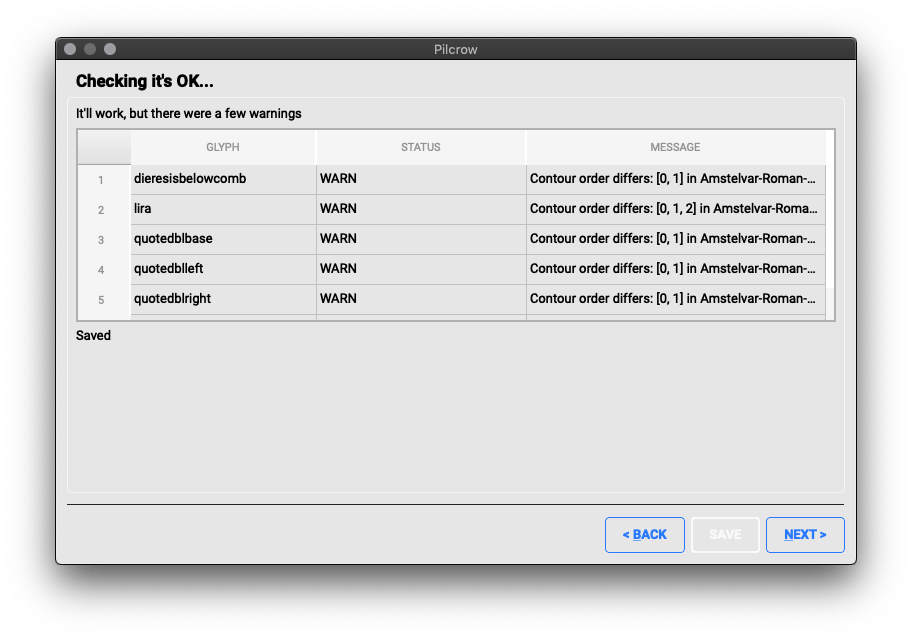 Pilcrow
Checking it's OK...
It'll work, but there were a few warnings
GLYPH STATUS MESSAGE
1 dieresisbelowcomb WARN Contour order differs: [0, 1] in Amstelvar-Roman-...
2 lira WARN Contour order differs: [0, 1, 2] in Amstelvar-Roma...
3 quotedblbase WARN Contour order differs: [0, 1] in Amstelvar-Roman-...
4 quotedblleft WARN Contour order differs: [0, 1] in Amstelvar-Roman-...
5 quotedblright WARN Contour order differs: [0, 1] in Amstelvar-Roman-...
Saved
< BACK SAVE NEXT >